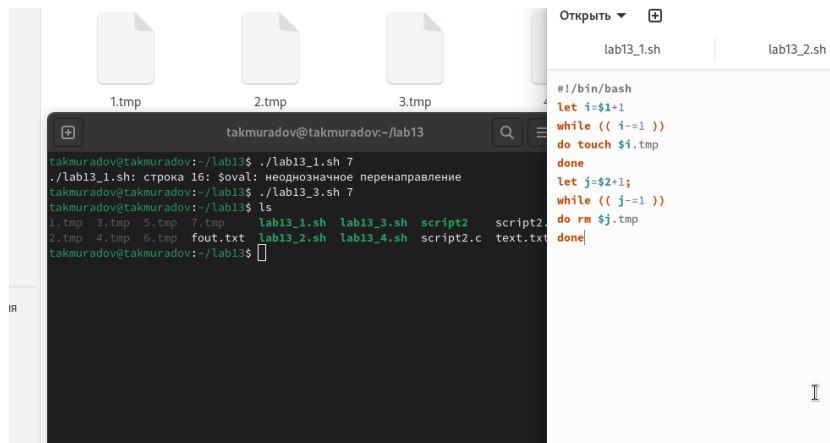 Открыть
lab13_1.sh
lab13_2.sh
1.tmp
2.tmp
3.tmp
takmuradov@takmuradov:~/lab13
takmuradov@takmuradov:~/lab13$ ./lab13_1.sh 7
./lab13_1.sh: строка 16: $oval: неоднозначное перенаправление
takmuradov@takmuradov:~/lab13$ ./lab13_3.sh 7
takmuradov@takmuradov:~/lab13$ ls
1.tmp 3.tmp 5.tmp 7.tmp lab13_1.sh lab13_3.sh script2 script2.
2.tmp 4.tmp 6.tmp fout.txt lab13_2.sh lab13_4.sh script2.c text.txt
takmuradov@takmuradov:~/lab13$
#!/bin/bash
let i=$1+1
while (( i-=1 ))
do touch $i.tmp
done
let j=$2+1;
while (( j-=1 ))
do rm $j.tmp
done
ия